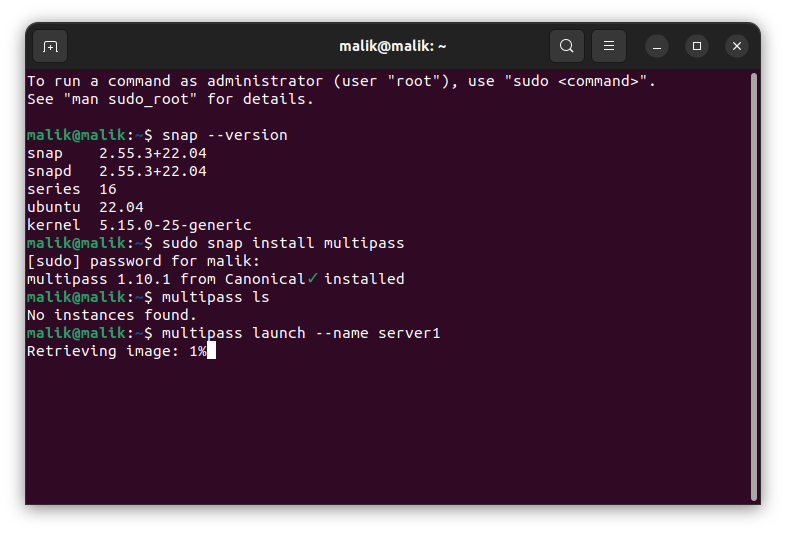 malik@malik: ~
To run a command as administrator (user "root"), use "sudo <command>".
See "man sudo_root" for details.
malik@malik:~$ snap --version
snap    2.55.3+22.04
snapd   2.55.3+22.04
series  16
ubuntu  22.04
kernel  5.15.0-25-generic
malik@malik:~$ sudo snap install multipass
[sudo] password for malik:
multipass 1.10.1 from Canonical✓ installed
malik@malik:~$ multipass ls
No instances found.
malik@malik:~$ multipass launch --name server1
Retrieving image: 1%